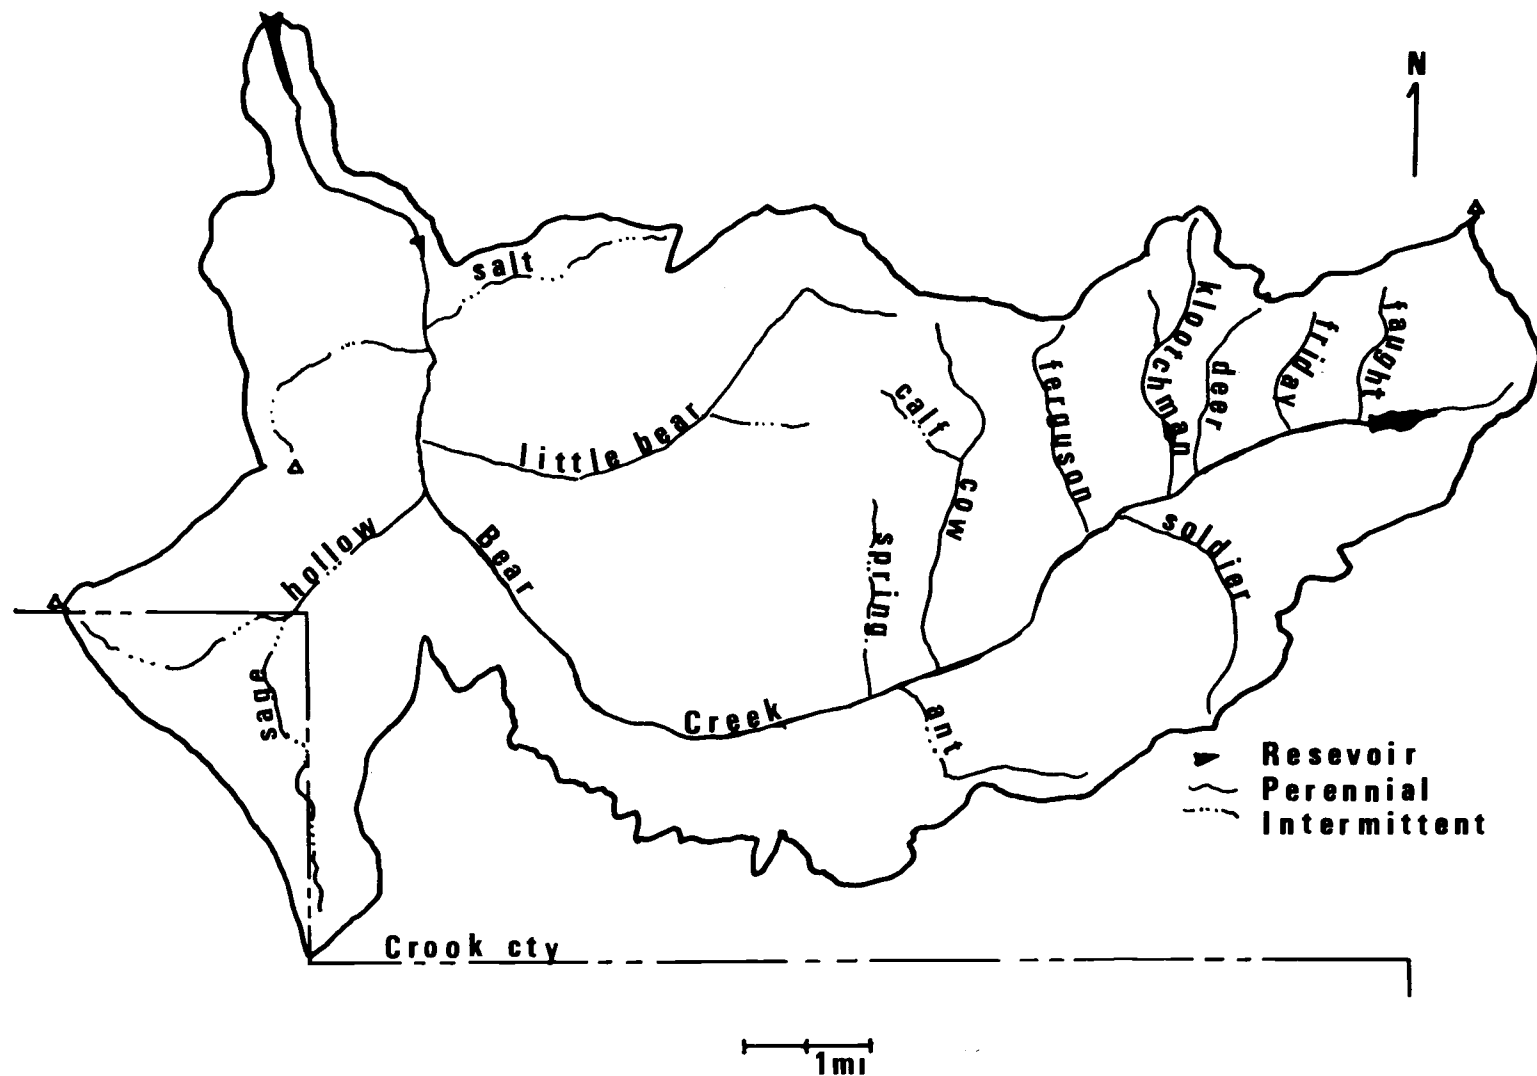 N
salt
klootchman
friday
faught
deer
ferguson
calf
little bear
cow
hollow
Bear
spring
soldier
sage
Creek
ant
Resevoir
Perennial
Intermittent
Crook cty
1mi